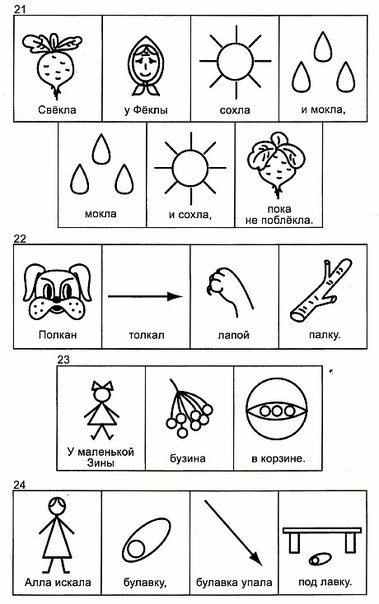 21
Свёкла у Фёклы сохла и мокла,
мокла и сохла, пока
не поблёкла.
22
Полкан толкал лапой палку.
23
У маленькой бузина в корзине.
Зины
24
Алла искала булавку, булавка упала под лавку.